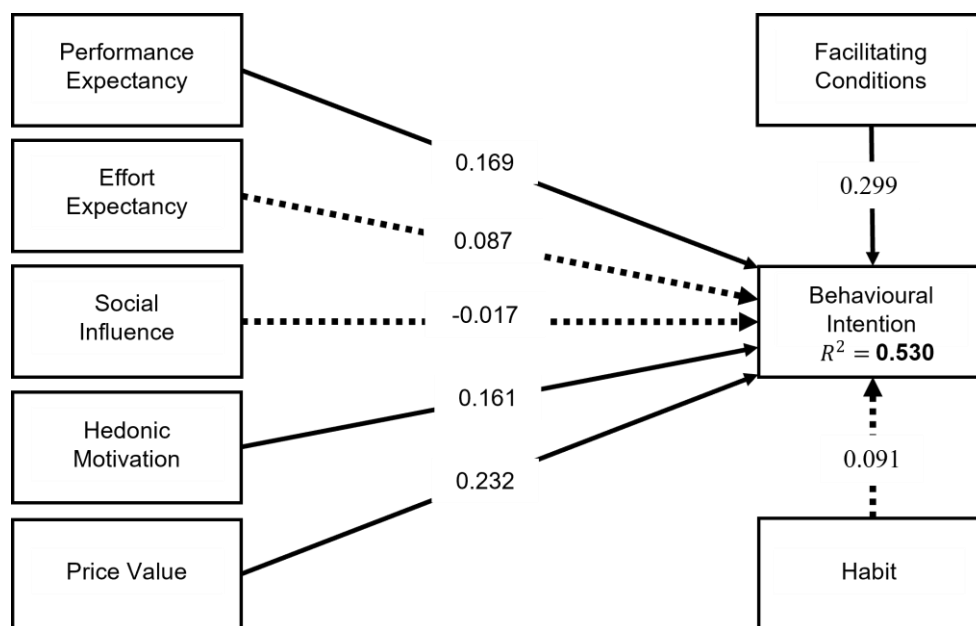 Performance
Expectancy
Effort
Expectancy
Social
Influence
Hedonic
Motivation
Price Value
0.169
0.087
-0.017
0.161
0.232
Facilitating
Conditions
0.299
Behavioural
Intention
R² = 0.530
0.091
Habit